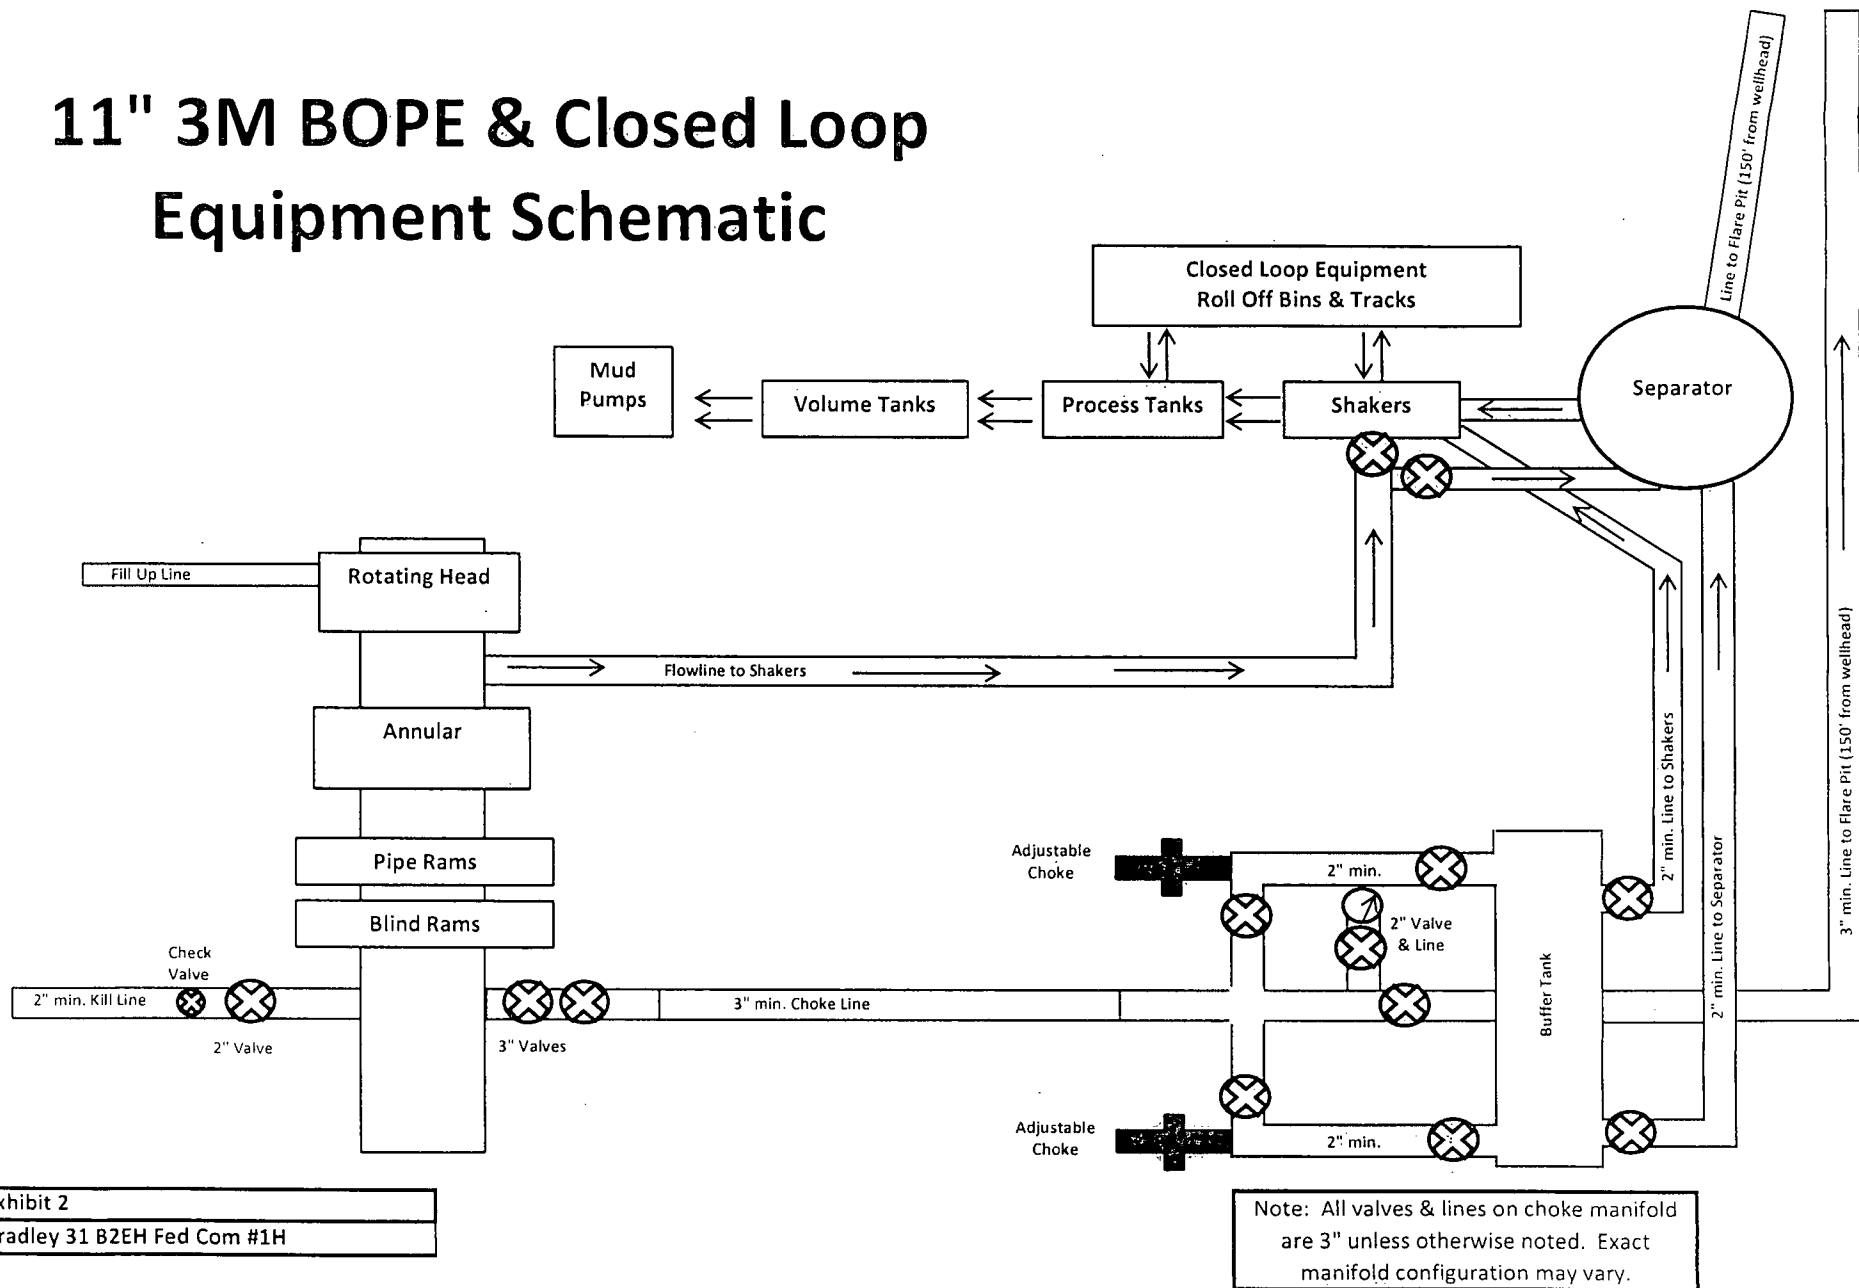 11" 3M BOPE & Closed Loop
Equipment Schematic
Line to Flare Pit (150' from wellhead)
Closed Loop Equipment
Roll Off Bins & Tracks
Mud
Pumps
Volume Tanks
Process Tanks
Shakers
Separator
Fill Up Line
Rotating Head
Flowline to Shakers
Annular
Pipe Rams
Blind Rams
Check
Valve
2" min. Kill Line
2" Valve
3" Valves
3" min. Choke Line
Adjustable
Choke
2" min.
2" Valve
& Line
Buffer Tank
2" min. Line to Shakers
2" min. Line to Separator
3" min. Line to Flare Pit (150' from wellhead)
Adjustable
Choke
2" min.
xhibit 2
radley 31 B2EH Fed Com #1H
Note: All valves & lines on choke manifold
are 3" unless otherwise noted. Exact
manifold configuration may vary.